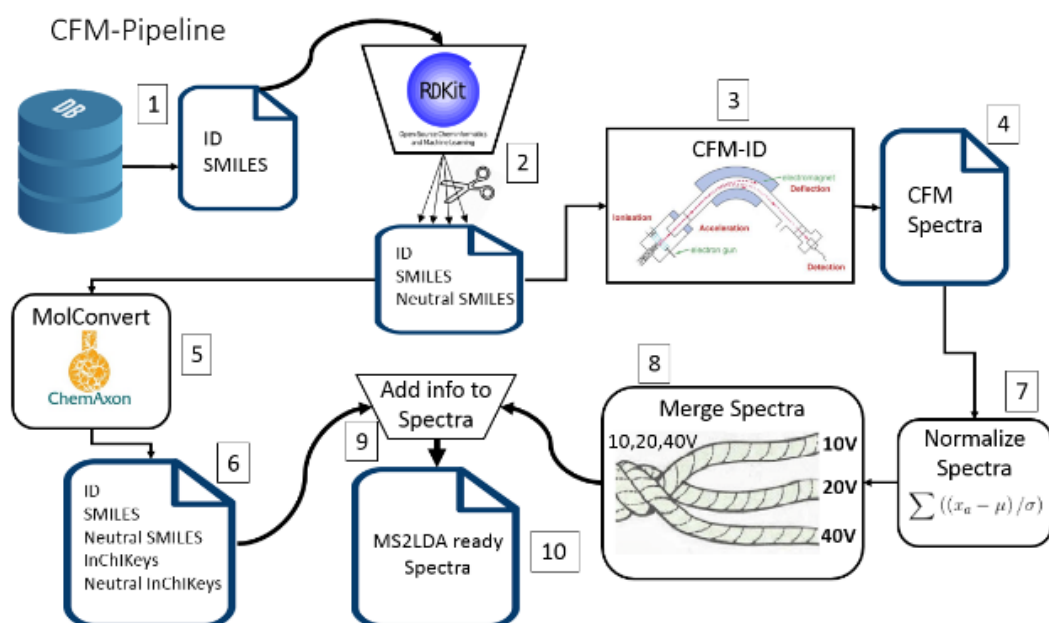 CFM-Pipeline
DB
1
ID
SMILES
RDKit
Open-Source Cheminformatics
and Machine Learning
2
ID
SMILES
Neutral SMILES
3
CFM-ID
electromagnet
Deflection
Ionisation
Acceleration
electron gun
Detection
4
CFM
Spectra
MolConvert
ChemAxon
5
6
ID
SMILES
Neutral SMILES
InChIKeys
Neutral InChIKeys
7
Normalize
Spectra
∑ ((xₐ − μ) /σ)
8
Merge Spectra
10,20,40V
10V
20V
40V
Add info to
Spectra
9
MS2LDA ready
Spectra
10